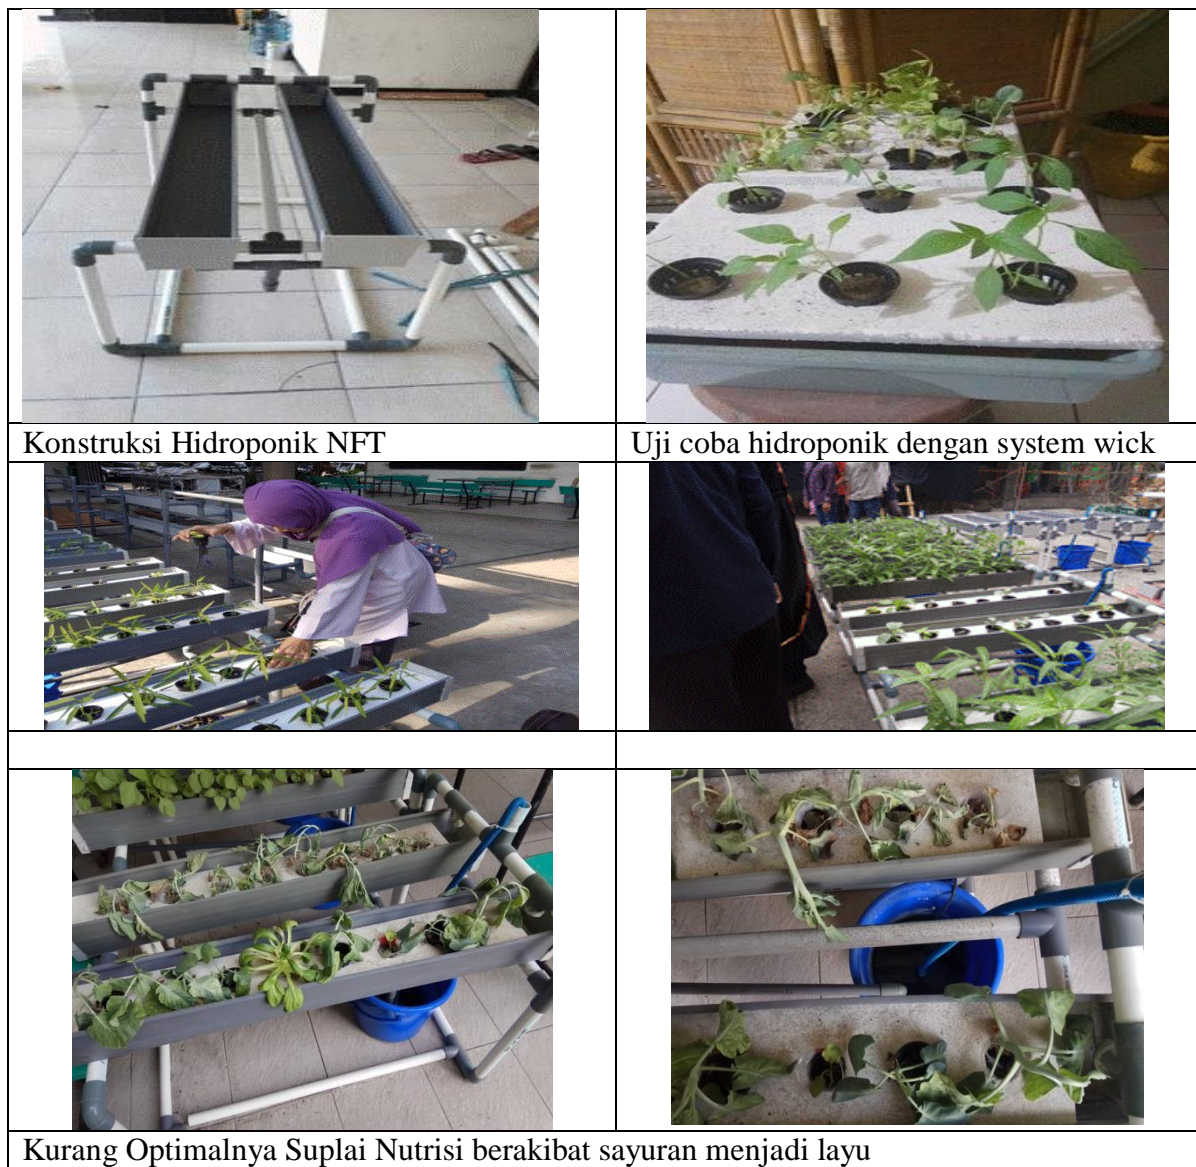 Konstruksi Hidroponik NFT
Uji coba hidroponik dengan system wick
Kurang Optimalnya Suplai Nutrisi berakibat sayuran menjadi layu